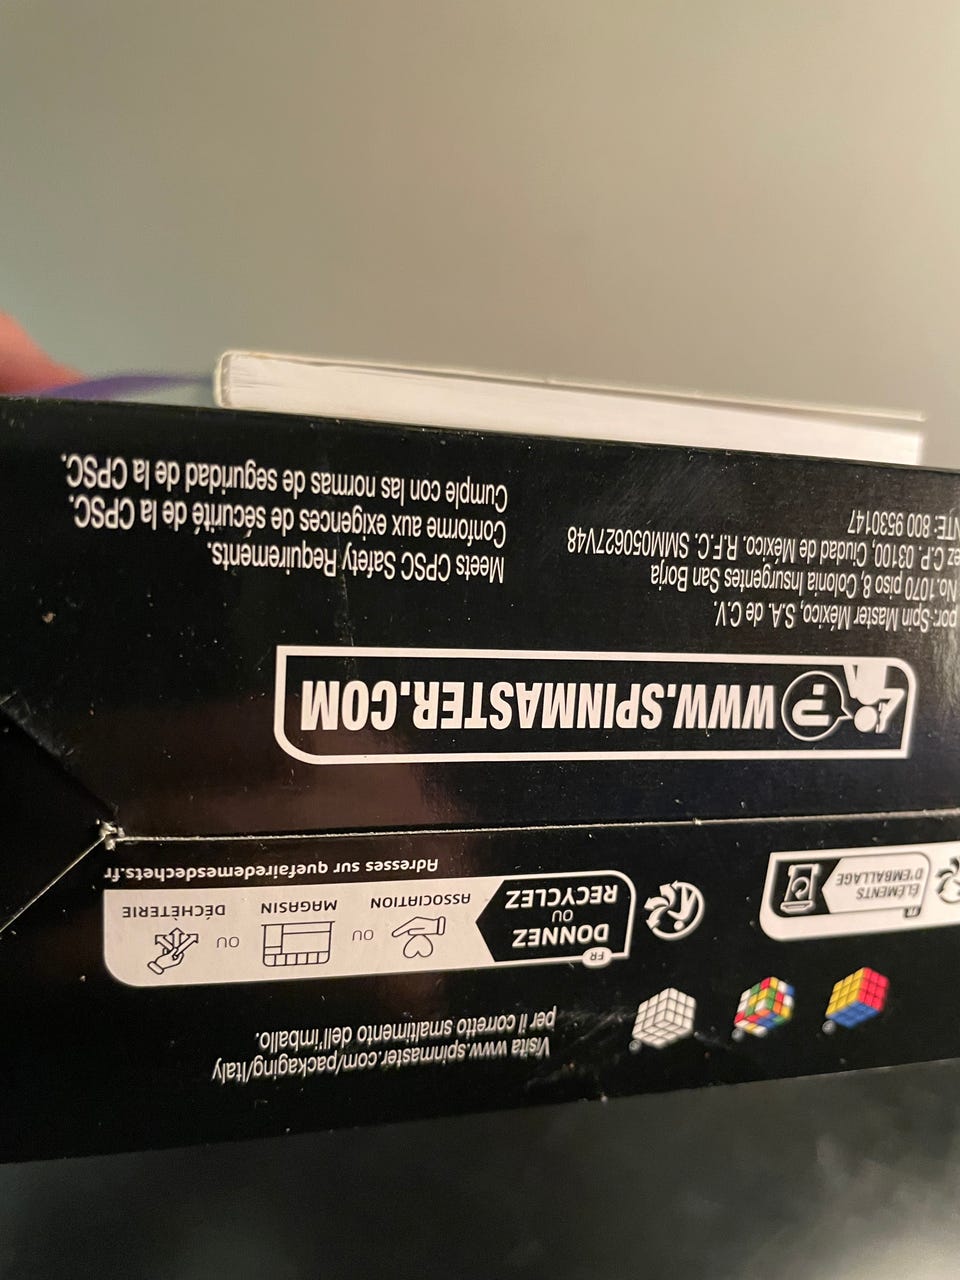 Visita www.spinmaster.com/packaging/Italy
per il corretto smaltimento dell'imballo.
FR
ÉLÉMENTS
D'EMBALLAGE
FR
DONNEZ
OU
RECYCLEZ
ASSOCIATION
OU
MAGASIN
OU
DÉCHÈTERIE
Adresses sur quefairedemesdechets.fr
WWW.SPINMASTER.COM
por: Spin Master México, S.A. de C.V.
No.1070 piso 8, Colonia Insurgentes San Borja
C.P. 03100, Ciudad de México. R.F.C. SMM050627V48
800 9530147
Meets CPSC Safety Requirements.
Conforme aux exigences de sécurité de la CPSC.
Cumple con las normas de seguridad de la CPSC.